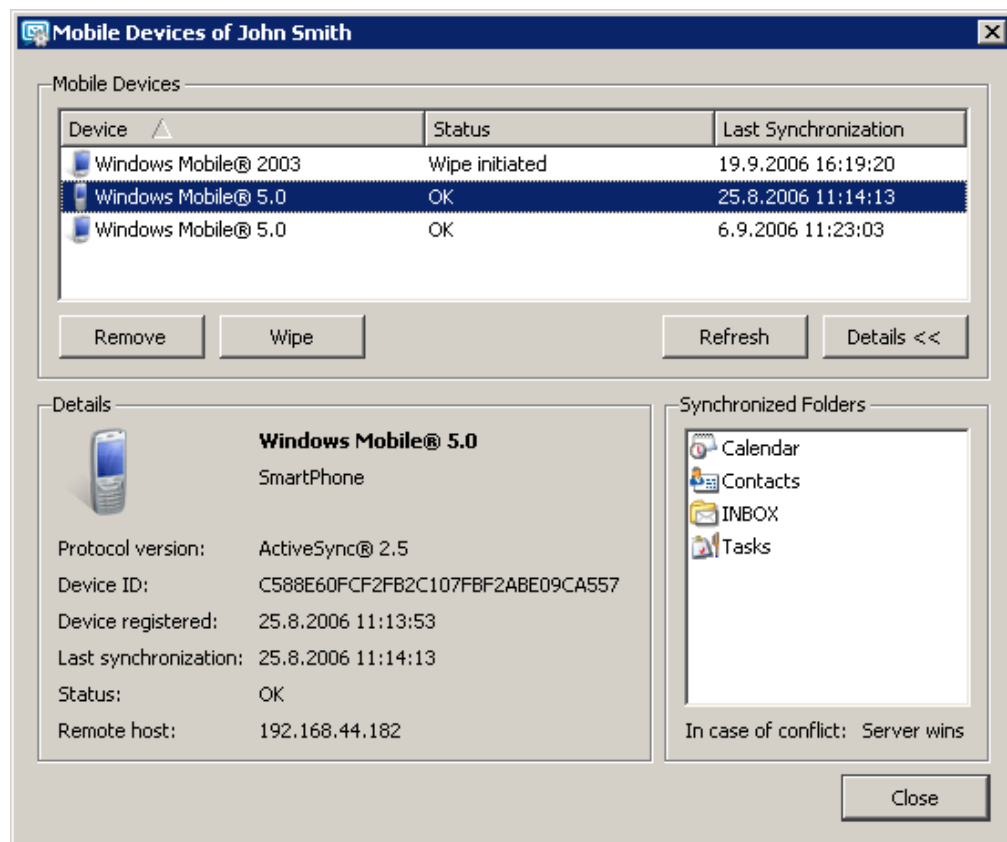 Mobile Devices of John Smith
Mobile Devices
Device Status Last Synchronization
Windows Mobile® 2003 Wipe initiated 19.9.2006 16:19:20
Windows Mobile® 5.0 OK 25.8.2006 11:14:13
Windows Mobile® 5.0 OK 6.9.2006 11:23:03
Remove Wipe Refresh Details <<
Details
Windows Mobile® 5.0
SmartPhone
Protocol version: ActiveSync® 2.5
Device ID: C588E60FCF2FB2C107FBF2ABE09CA557
Device registered: 25.8.2006 11:13:53
Last synchronization: 25.8.2006 11:14:13
Status: OK
Remote host: 192.168.44.182
Synchronized Folders
Calendar
Contacts
INBOX
Tasks
In case of conflict: Server wins
Close